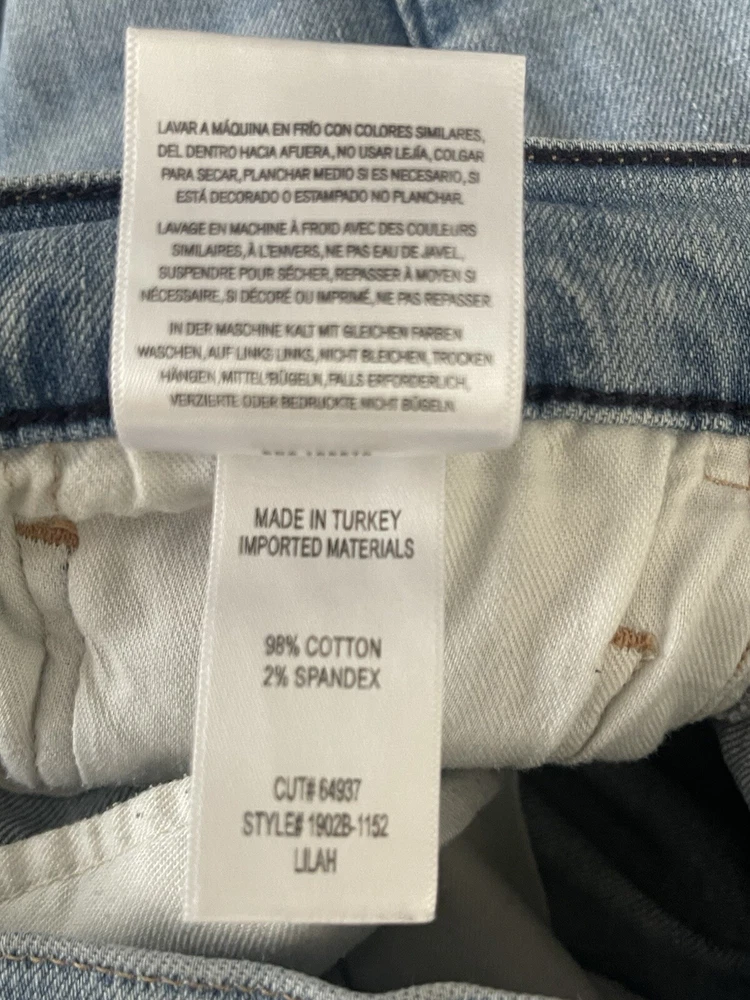 LAVAR A MÁQUINA EN FRÍO CON COLORES SIMILARES,
DEL DENTRO HACIA AFUERA, NO USAR LEJÍA, COLGAR
PARA SECAR, PLANCHAR MEDIO SI ES NECESARIO, SI
ESTÁ DECORADO O ESTAMPADO NO PLANCHAR.
LAVAGE EN MACHINE À FROID AVEC DES COULEURS
SIMILAIRES, À L'ENVERS, NE PAS EAU DE JAVEL,
SUSPENDRE POUR SÉCHER, REPASSER À MOYEN SI
NÉCESSAIRE, SI DÉCORÉ OU IMPRIMÉ, NE PAS REPASSER
IN DER MASCHINE KALT MIT GLEICHEN FARBEN
WASCHEN, AUF LINKS LINKS, NICHT BLEICHEN, TROCKEN
HÄNGEN, MITTEL BÜGELN, FALLS ERFORDERLICH,
VERZIERTE ODER BEDRUCKTE NICHT BÜGELN.
MADE IN TURKEY
IMPORTED MATERIALS
98% COTTON
2% SPANDEX
CUT# 64937
STYLE# 1902B-1152
LILAH